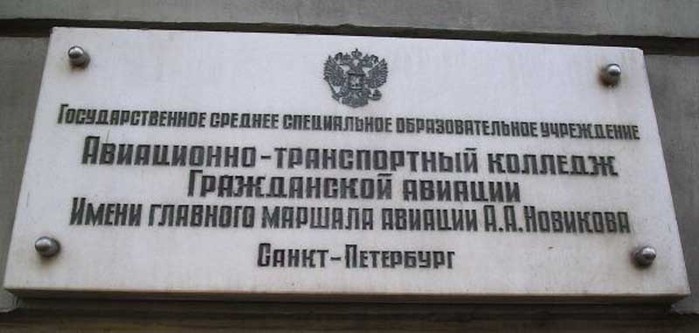 Государственное среднее специальное образовательное учреждение
Авиационно-транспортный колледж
Гражданской авиации
Имени главного маршала авиации А.А.Новикова
Санкт-Петербург